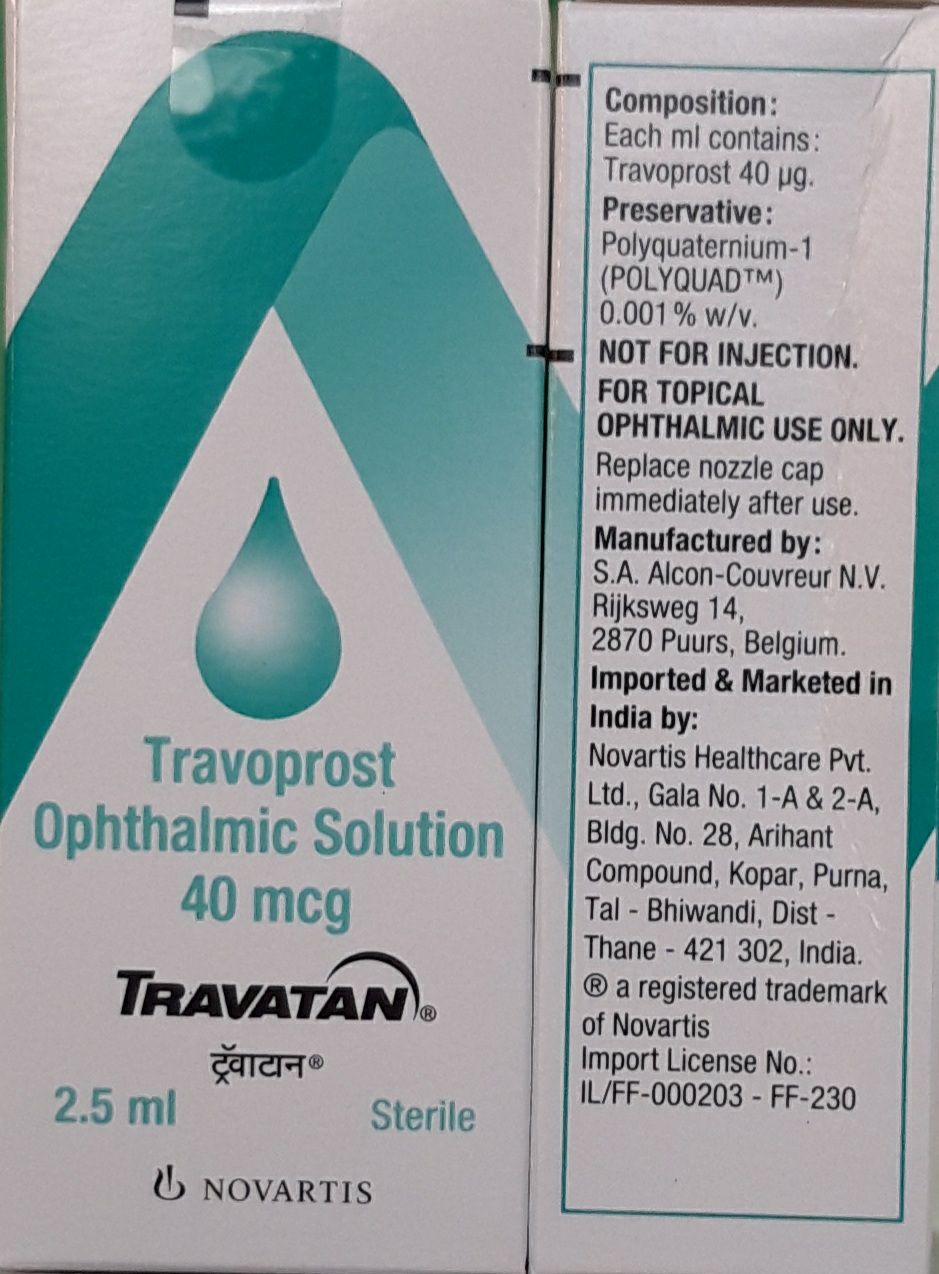 Travoprost
Ophthalmic Solution
40 mcg
TRAVATAN®
ट्रॅवाटान®
2.5 ml
Sterile
NOVARTIS
Composition:
Each ml contains:
Travoprost 40 µg.
Preservative:
Polyquaternium-1
(POLYQUAD™)
0.001% w/v.
NOT FOR INJECTION.
FOR TOPICAL
OPHTHALMIC USE ONLY.
Replace nozzle cap
immediately after use.
Manufactured by:
S.A. Alcon-Couvreur N.V.
Rijksweg 14,
2870 Puurs, Belgium.
Imported & Marketed in
India by:
Novartis Healthcare Pvt.
Ltd., Gala No. 1-A & 2-A,
Bldg. No. 28, Arihant
Compound, Kopar, Purna,
Tal - Bhiwandi, Dist -
Thane - 421 302, India.
® a registered trademark
of Novartis
Import License No.:
IL/FF-000203 - FF-230